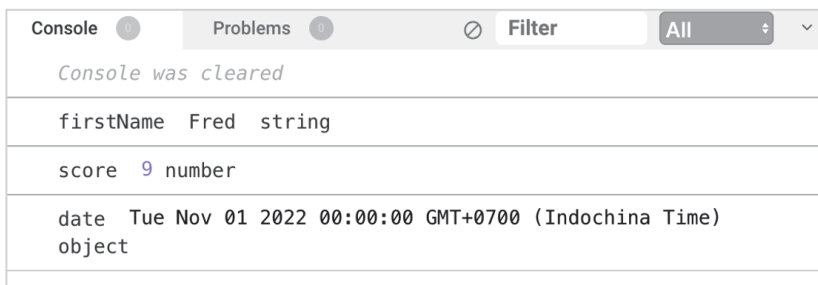 Console 0 Problems 0 Filter All
Console was cleared
firstName Fred string
score 9 number
date Tue Nov 01 2022 00:00:00 GMT+0700 (Indochina Time)
object